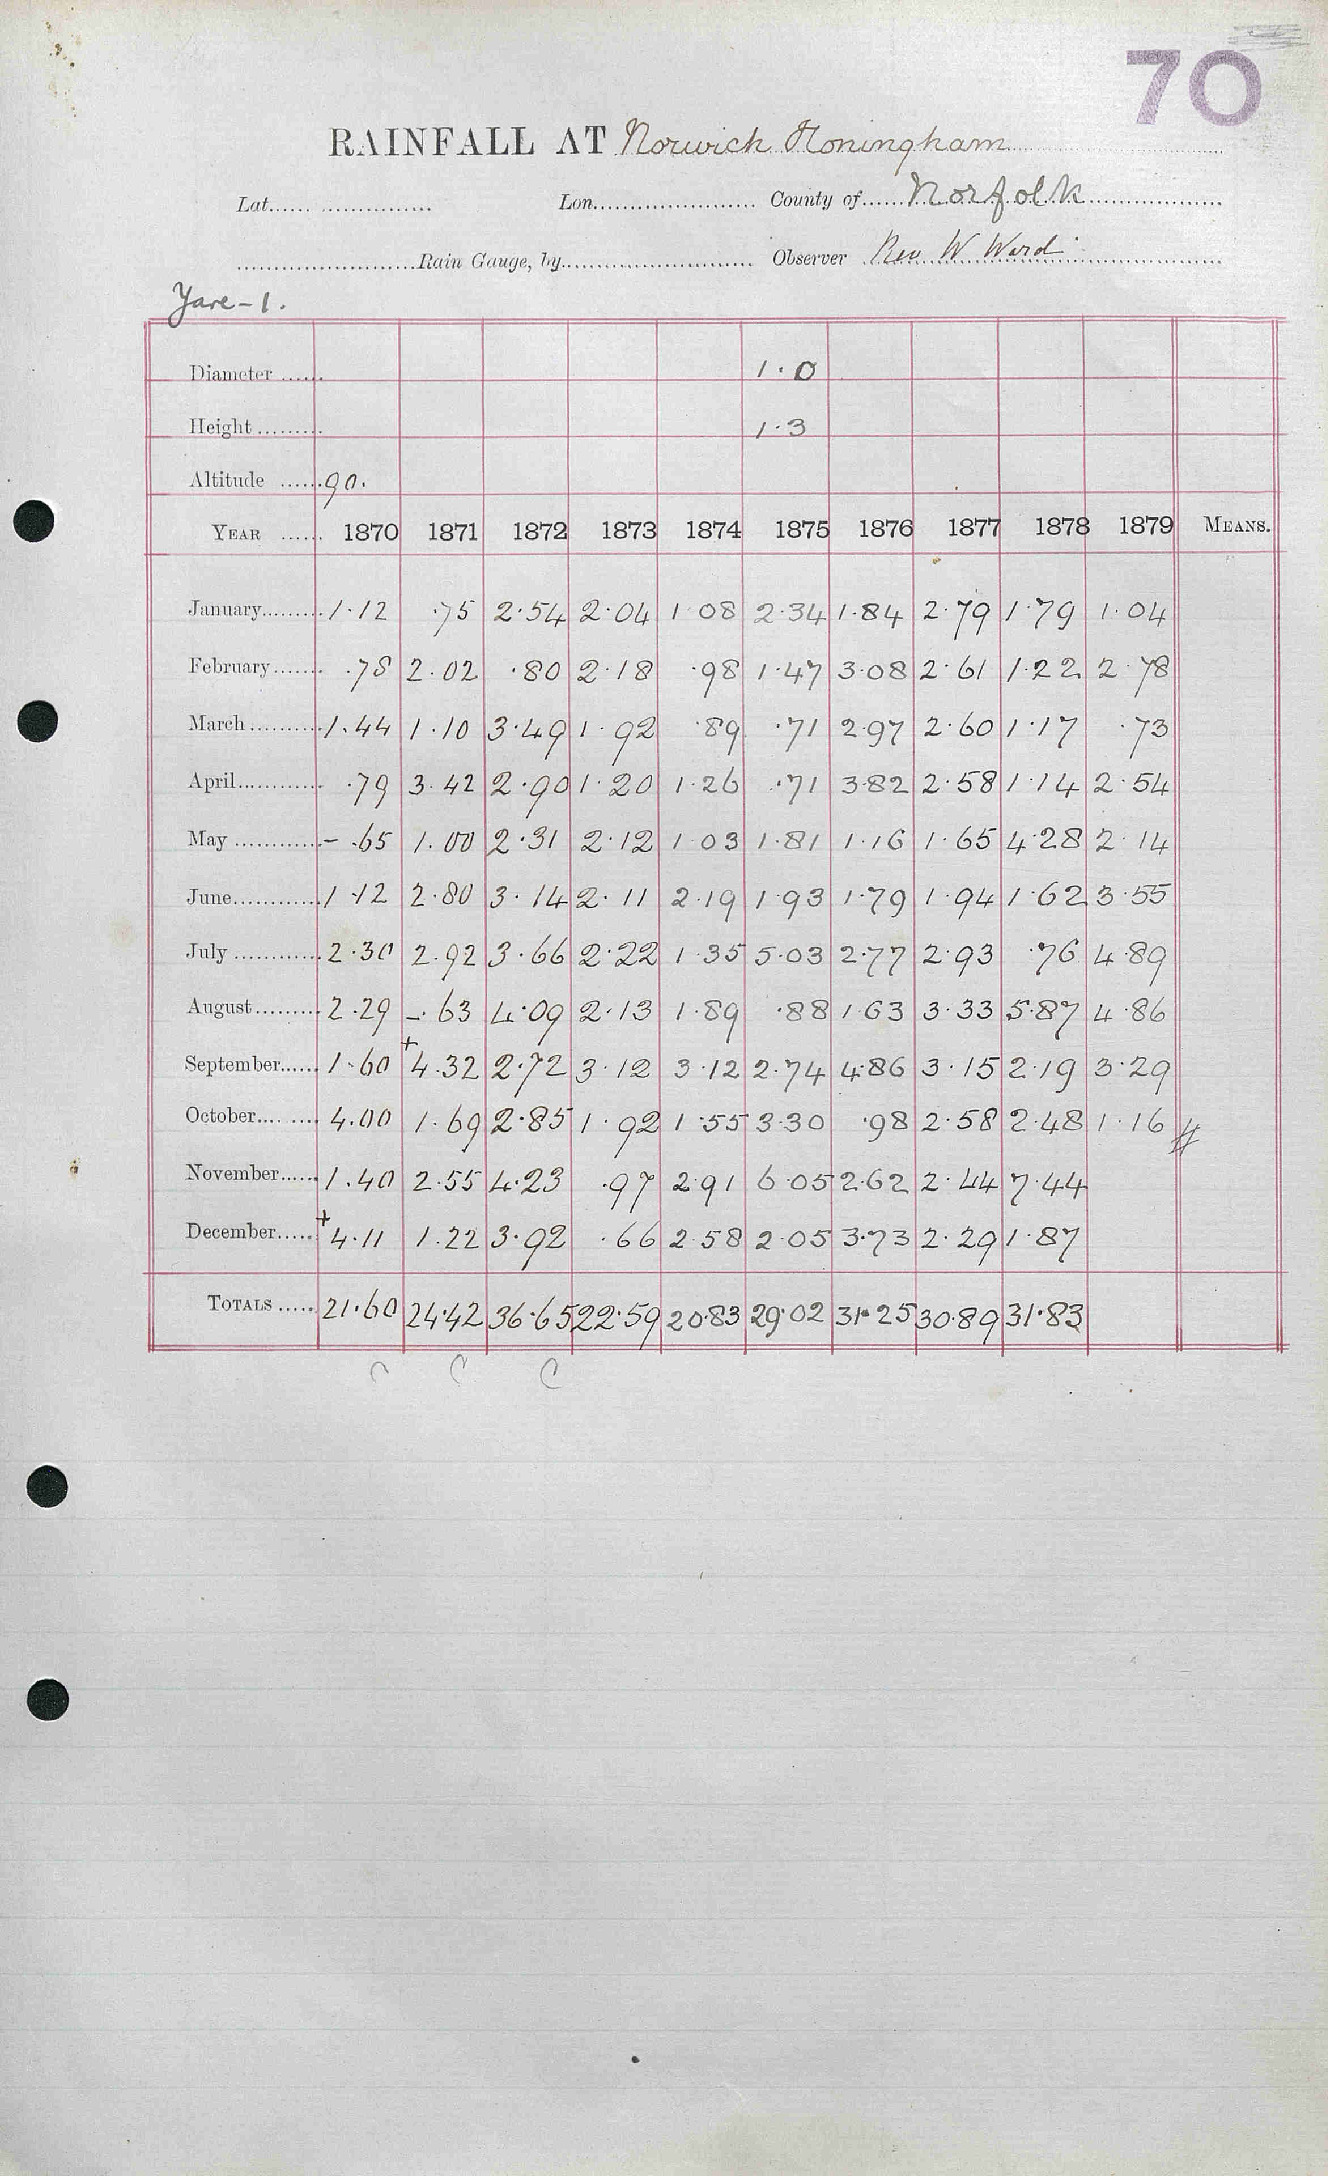 70
RAINFALL AT Norwich Honingham
Lat. Lon. County of Norfolk
Rain Gauge, by Observer Rev W Ward
Yare - 1.
Diameter 1.0
Height 1.3
Altitude 90.
YEAR 1870 1871 1872 1873 1874 1875 1876 1877 1878 1879 MEANS.
January 1.12 .75 2.54 2.04 1.08 2.34 1.84 2.79 1.79 1.04
February .78 2.02 .80 2.18 .98 1.47 3.08 2.61 1.22 2.78
March 1.44 1.10 3.49 1.92 .89 .71 2.97 2.60 1.17 .73
April .79 3.42 2.90 1.20 1.26 .71 3.82 2.58 1.14 2.54
May - .65 1.00 2.31 2.12 1.03 1.81 1.16 1.65 4.28 2.14
June 1.12 2.80 3.14 2.11 2.19 1.93 1.79 1.94 1.62 3.55
July 2.30 2.92 3.66 2.22 1.35 5.03 2.77 2.93 .76 4.89
August 2.29 -.63 4.09 2.13 1.89 .88 1.63 3.33 5.87 4.86
September 1.60 +4.32 2.72 3.12 3.12 2.74 4.86 3.15 2.19 3.29
October 4.00 1.69 2.85 1.92 1.55 3.30 .98 2.58 2.48 1.16 #
November 1.40 2.55 4.23 .97 2.91 6.05 2.62 2.44 7.44
December +4.11 1.22 3.92 .66 2.58 2.05 3.73 2.29 1.87
TOTALS 21.60 24.42 36.65 22.59 20.83 29.02 31.25 30.89 31.83
C C C